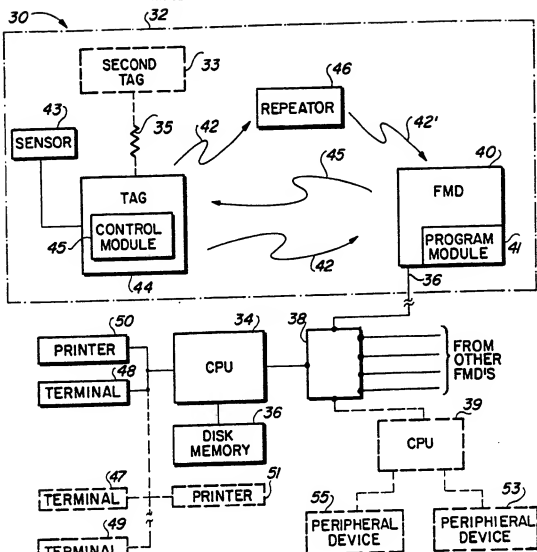 30
32
SECOND
TAG
33
43
SENSOR
35
42
46
REPEATOR
42'
45
40
TAG
FMD
45
CONTROL
MODULE
PROGRAM
MODULE
41
42
44
36
50
PRINTER
34
38
48
TERMINAL
CPU
FROM
OTHER
FMD'S
36
DISK
MEMORY
39
CPU
47
TERMINAL
51
PRINTER
49
TERMINAL
55
PERIPHERAL
DEVICE
53
PERIPHIERAL
DEVICE